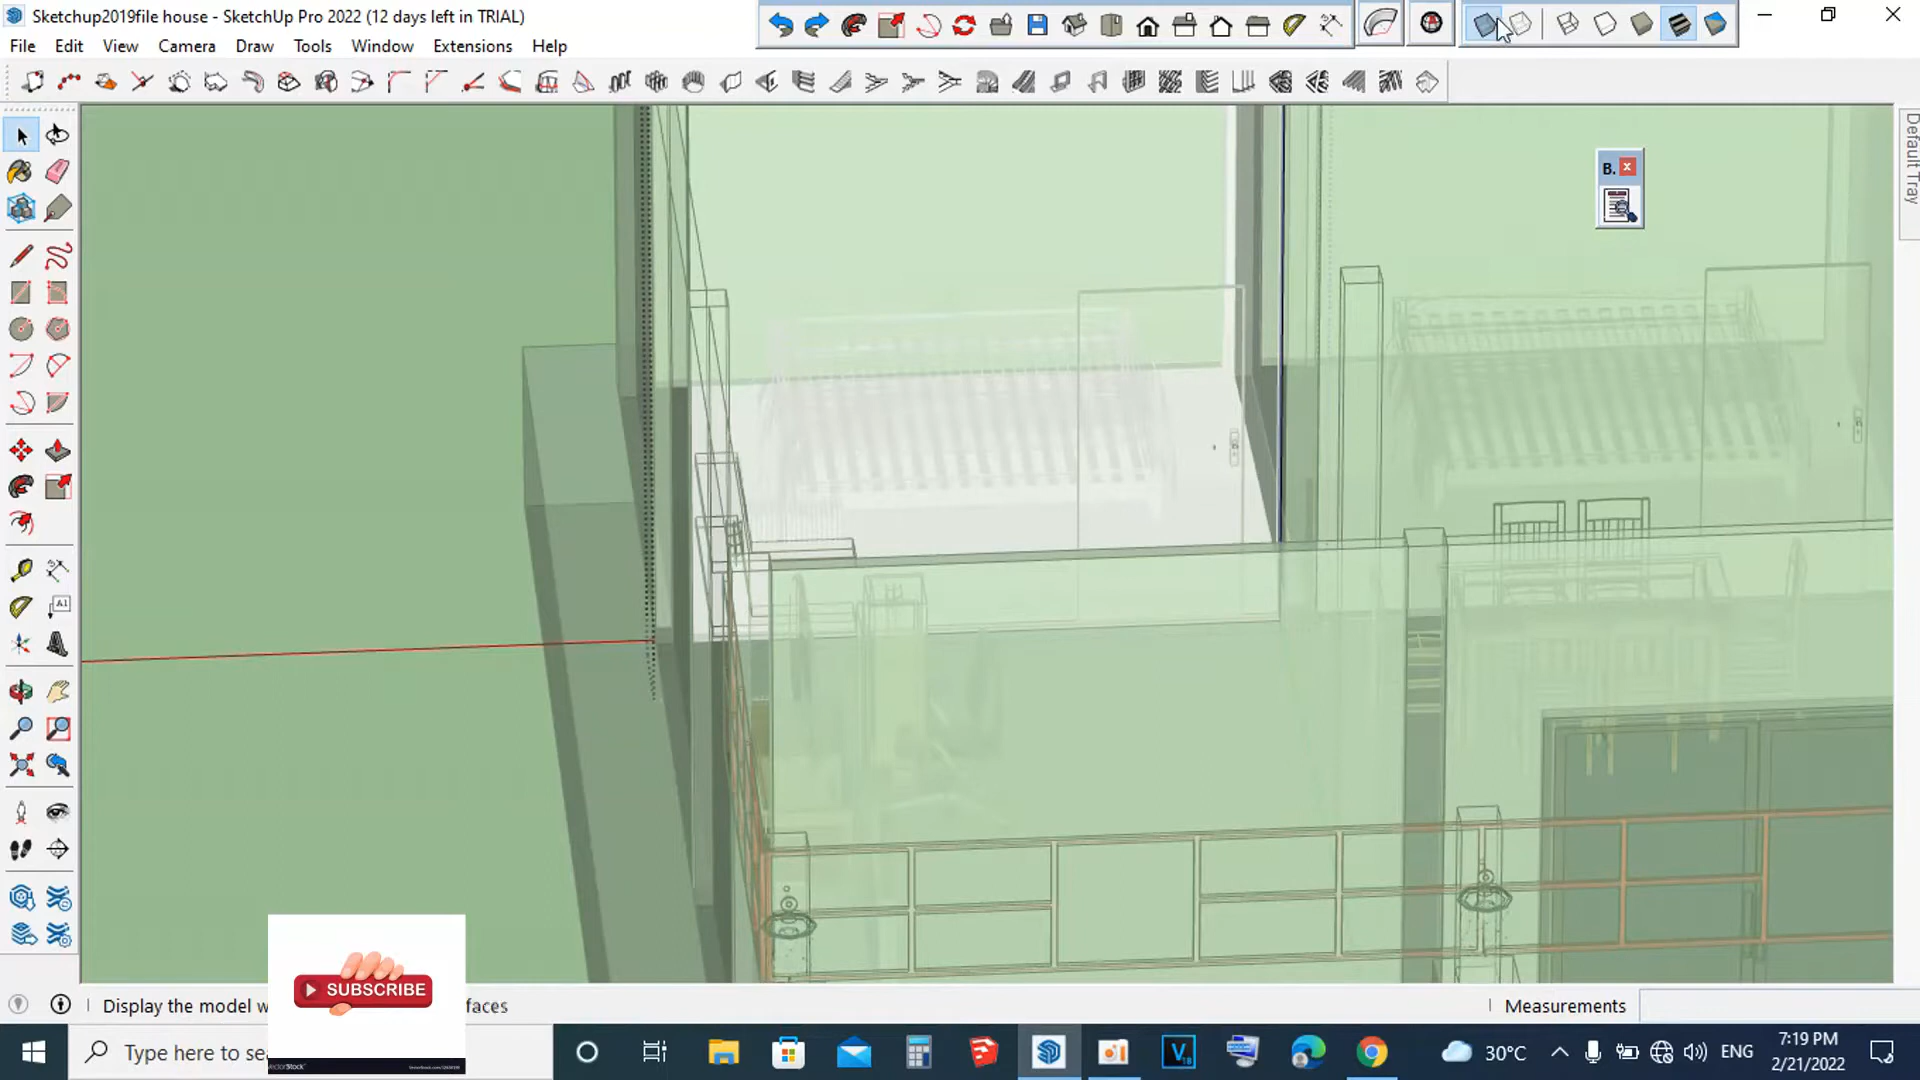 Sketchup2019file house - SketchUp Pro 2022 (12 days left in TRIAL)
File Edit View Camera Draw Tools Window Extensions Help
Default Tray
B.
A1
Display the model w
faces
Measurements
SUBSCRIBE
Type here to sea
30°C
ENG
7:19 PM
2/21/2022